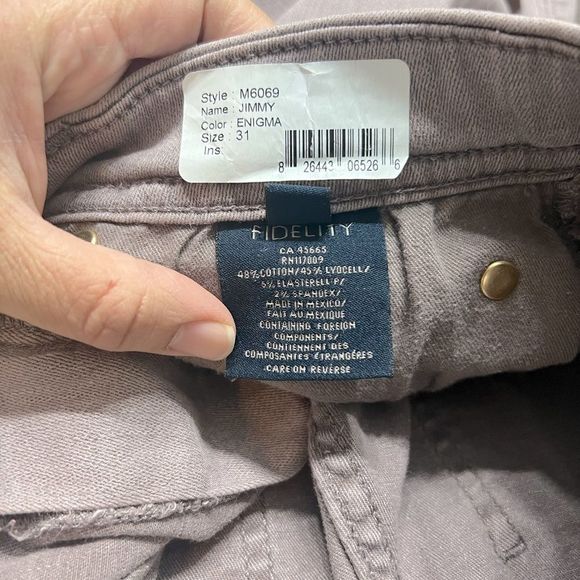 Style : M6069
Name : JIMMY
Color : ENIGMA
Size : 31
Ins:
8 26443 06526 6
FIDELITY
CA 45665
RN117009
48% COTTON/45% LYOCELL/
5% ELASTERELL P/
2% SPANDEX/
MADE IN MEXICO/
FAIT AU MEXIQUE
CONTAINING FOREIGN
COMPONENTS/
CONTIENNENT DES
COMPOSANTES ÉTRANGÈRES
CARE ON REVERSE